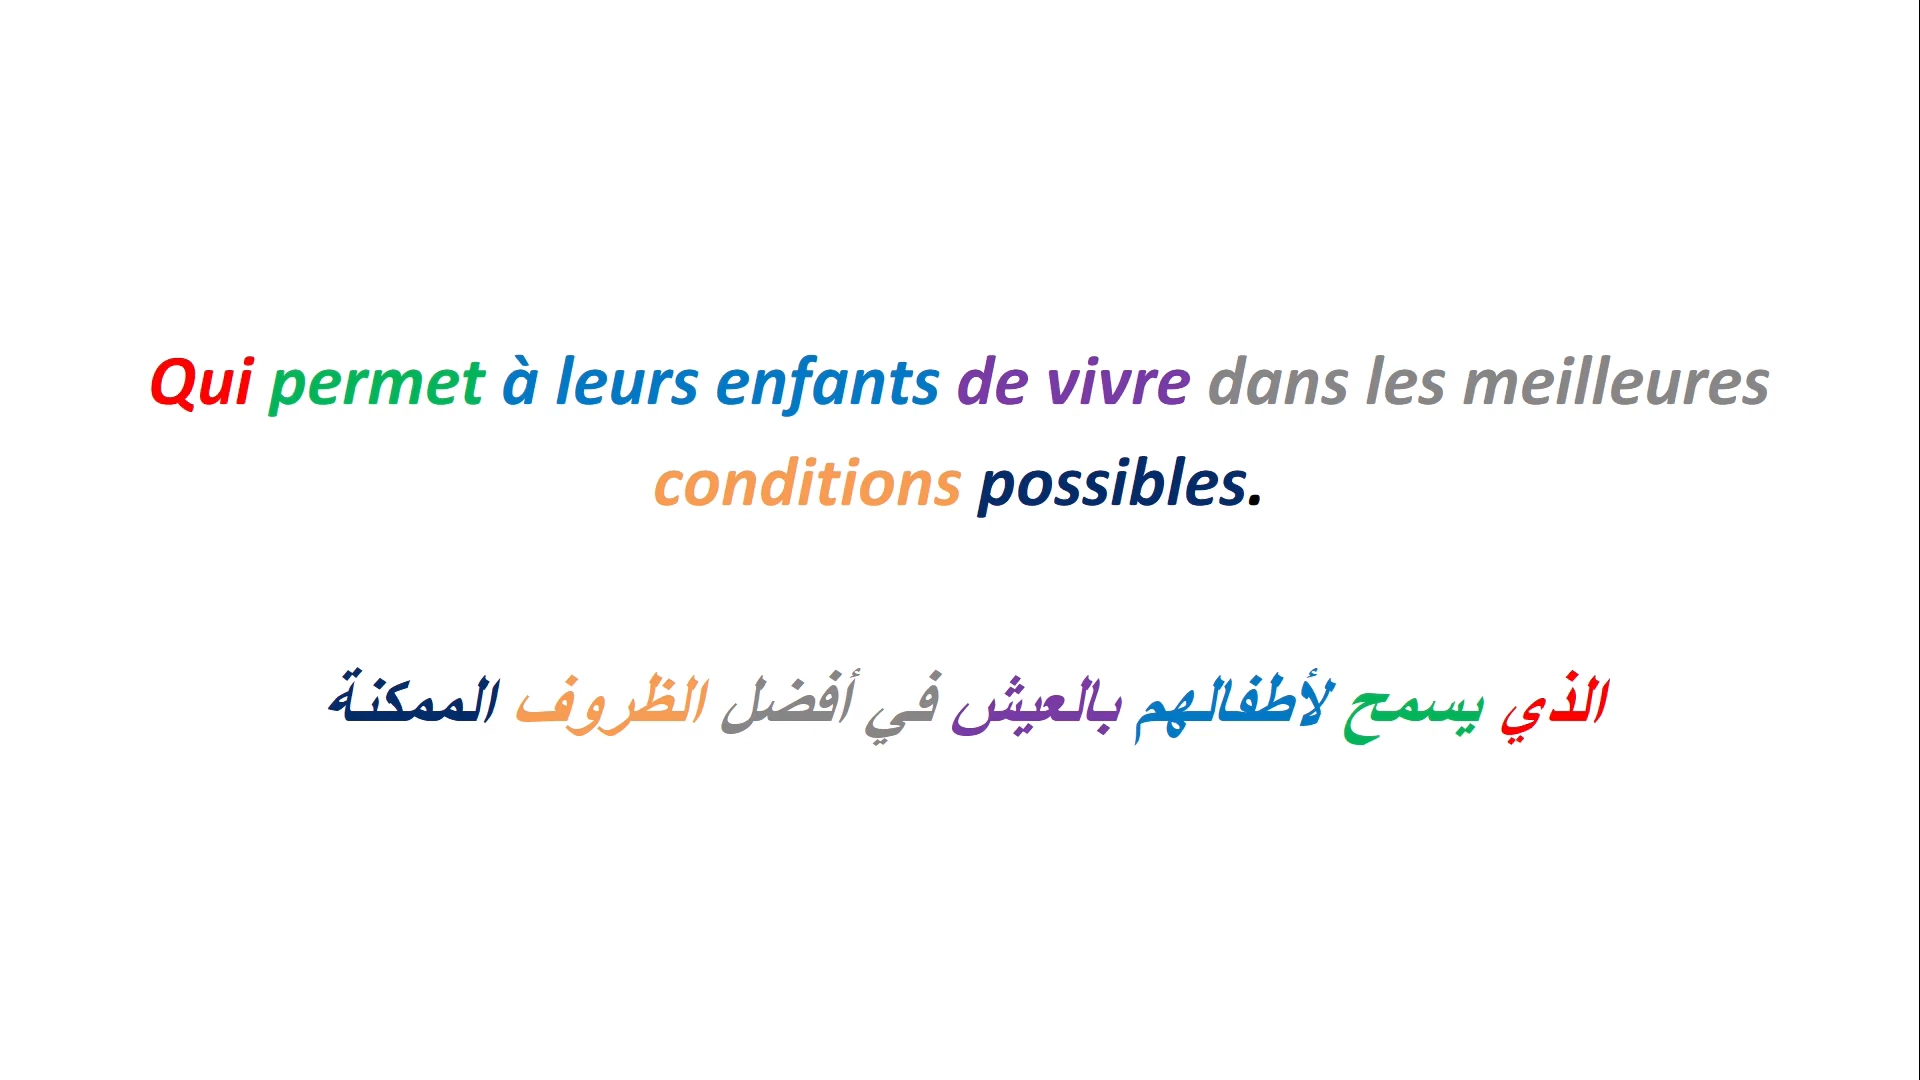 Qui permet à leurs enfants de vivre dans les meilleures
conditions possibles.
الذي يسمح لأطفالهم بالعيش في أفضل الظروف الممكنة